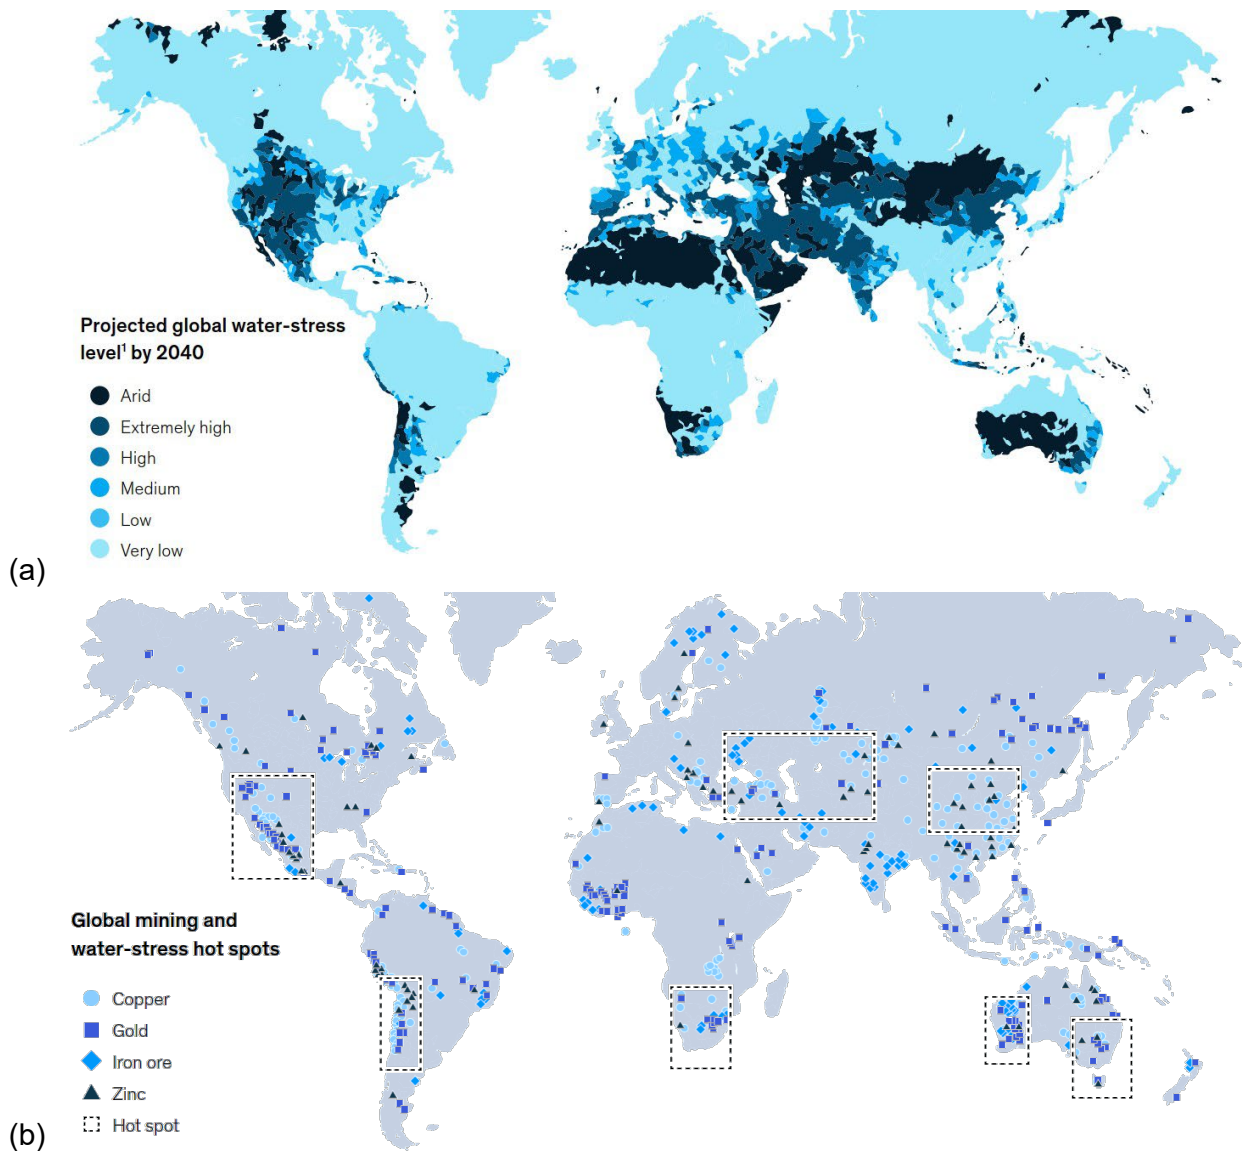 Projected global water-stress
level¹ by 2040
Arid
Extremely high
High
Medium
Low
Very low
(a)
Global mining and
water-stress hot spots
Copper
Gold
Iron ore
Zinc
Hot spot
(b)